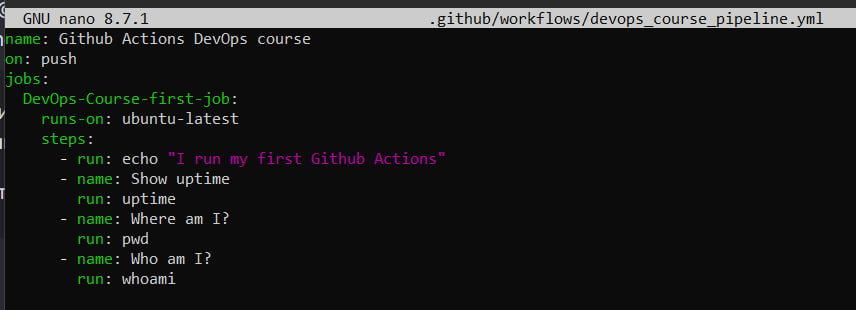 GNU nano 8.7.1 .github/workflows/devops_course_pipeline.yml
name: Github Actions DevOps course
on: push
jobs:
  DevOps-Course-first-job:
    runs-on: ubuntu-latest
    steps:
      - run: echo "I run my first Github Actions"
      - name: Show uptime
        run: uptime
      - name: Where am I?
        run: pwd
      - name: Who am I?
        run: whoami